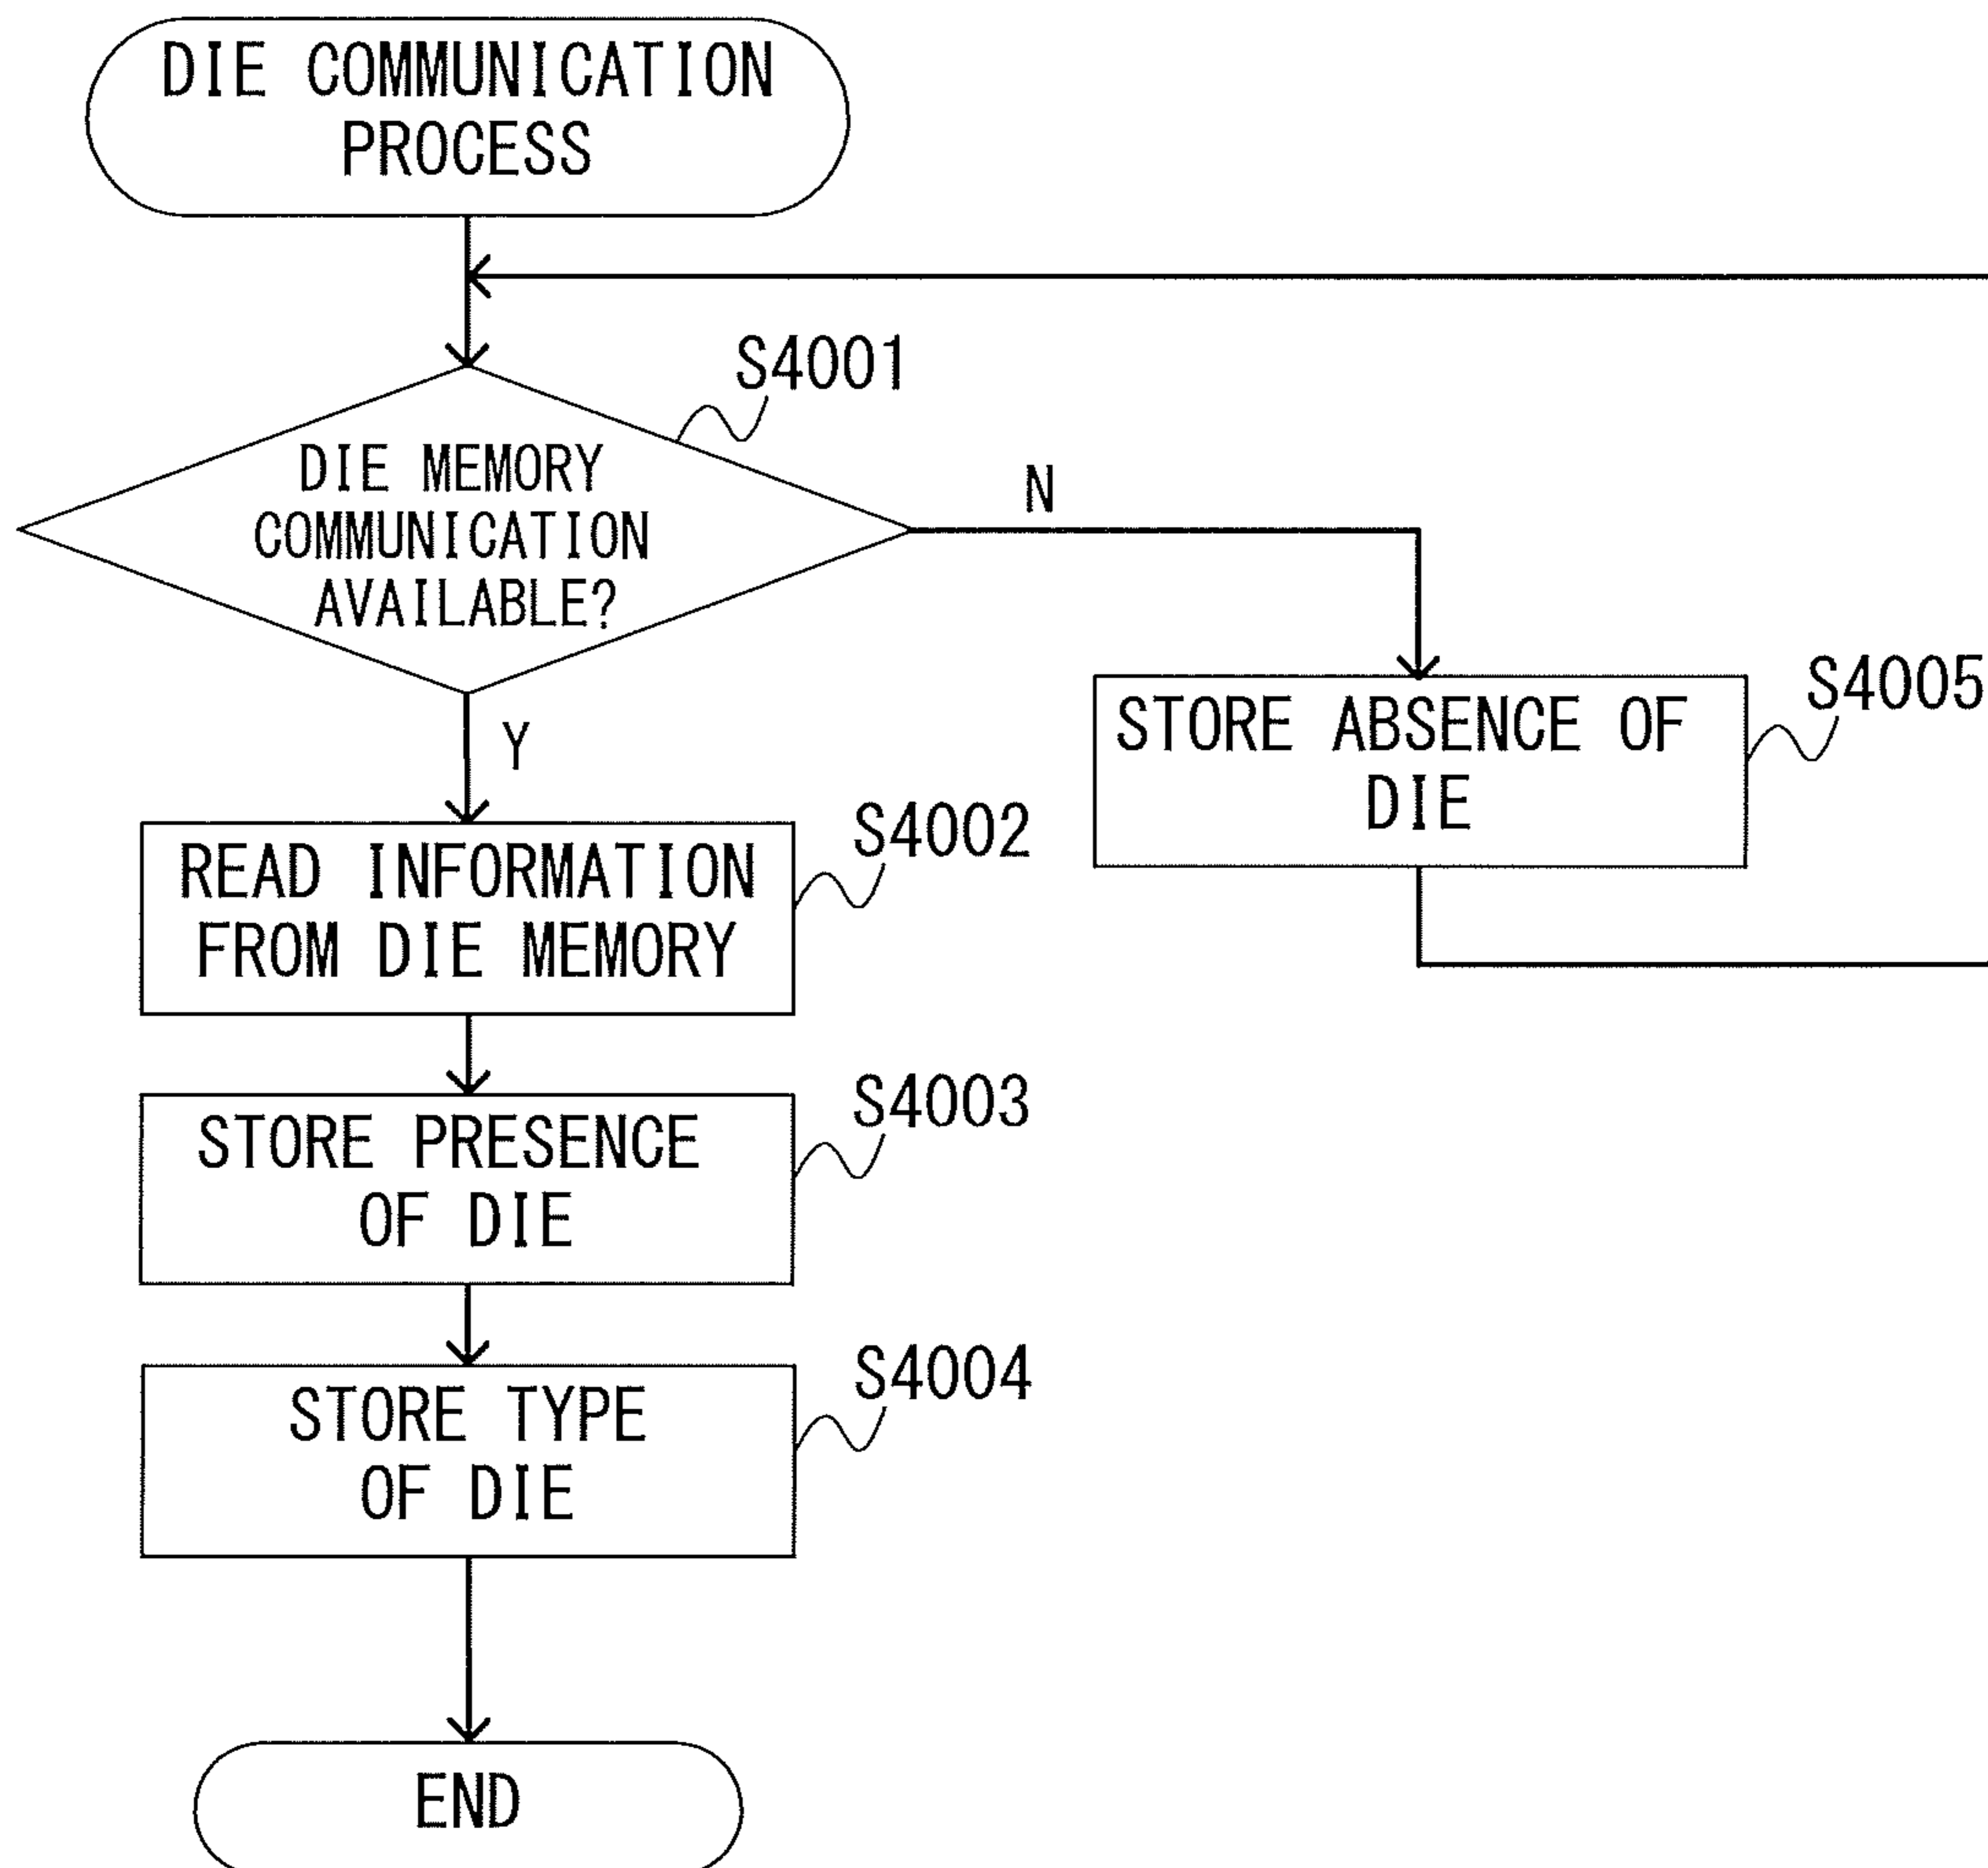 DIE COMMUNICATION
PROCESS
S4001
DIE MEMORY
COMMUNICATION
AVAILABLE?
N
Y
STORE ABSENCE OF
DIE
S4005
READ INFORMATION
FROM DIE MEMORY
S4002
STORE PRESENCE
OF DIE
S4003
STORE TYPE
OF DIE
S4004
END